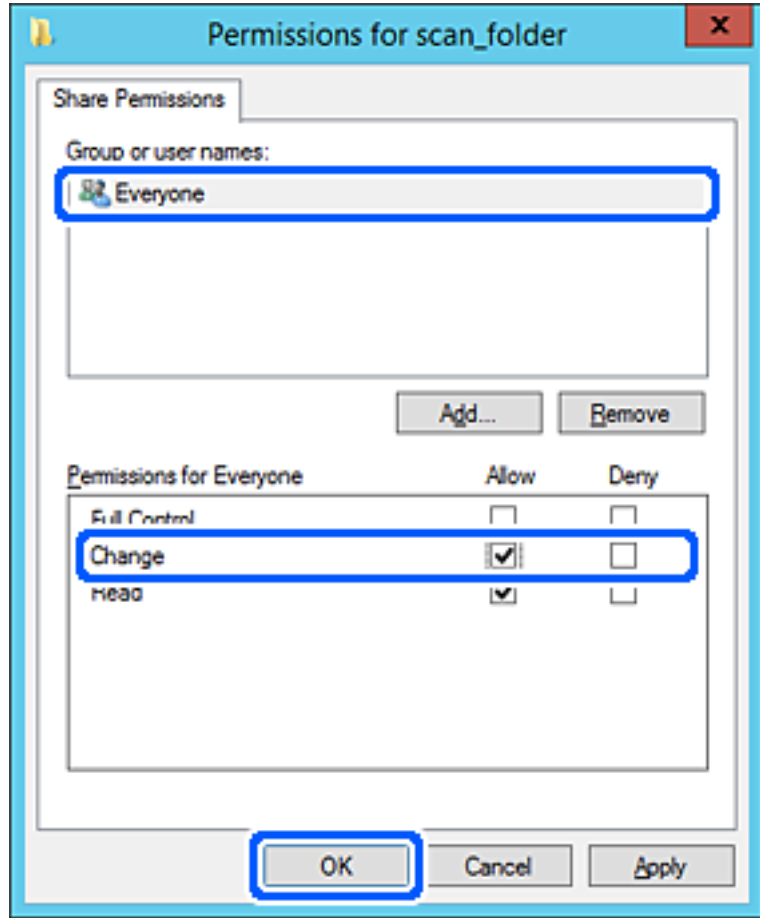 Permissions for scan_folder
x
Share Permissions
Group or user names:
Everyone
Add... Remove
Permissions for Everyone Allow Deny
Full Control
Change
Read
OK Cancel Apply